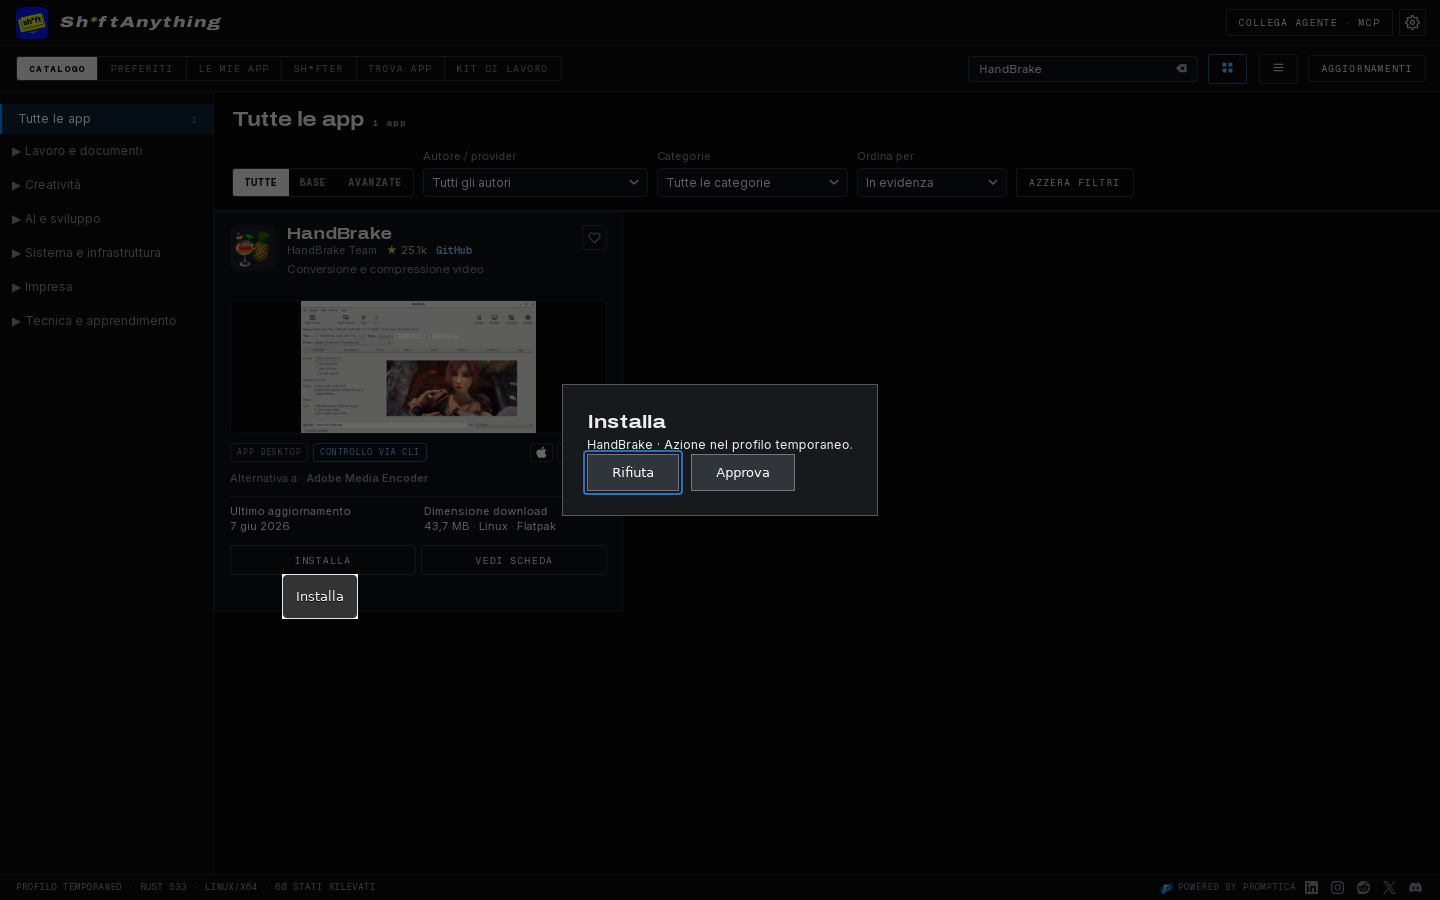 Sh*ftAnything
COLLEGA AGENTE · MCP
CATALOGO
PREFERITI
LE MIE APP
SH*FTER
TROVA APP
KIT DI LAVORO
HandBrake
AGGIORNAMENTI
Tutte le app
1
▶ Lavoro e documenti
▶ Creatività
▶ AI e sviluppo
▶ Sistema e infrastruttura
▶ Impresa
▶ Tecnica e apprendimento
Tutte le app 1 app
TUTTE
BASE
AVANZATE
Autore / provider
Tutti gli autori
Categorie
Tutte le categorie
Ordina per
In evidenza
AZZERA FILTRI
HandBrake
HandBrake Team ★ 25.1k GitHub
Conversione e compressione video
APP DESKTOP
CONTROLLO VIA CLI
Alternativa a · Adobe Media Encoder
Ultimo aggiornamento
7 giu 2026
Dimensione download
43,7 MB · Linux · Flatpak
INSTALLA
VEDI SCHEDA
Installa
Installa
HandBrake · Azione nel profilo temporaneo.
Rifiuta
Approva
PROFILO TEMPORANEO · RUST 533 · LINUX/X64 · 60 STATI RILEVATI
POWERED BY PROMPTICA